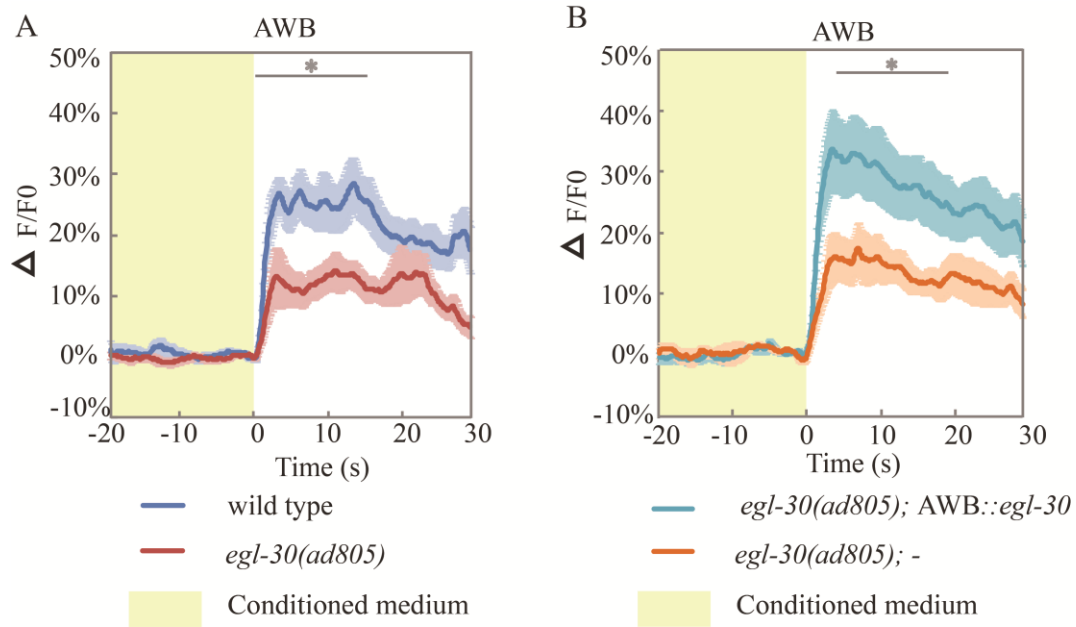 A
AWB
*
50%
40%
30%
20%
10%
0%
-10%
Δ F/F0
-20 -10 0 10 20 30
Time (s)
wild type
egl-30(ad805)
Conditioned medium
B
AWB
*
50%
40%
30%
20%
10%
0%
-10%
Δ F/F0
-20 -10 0 10 20 30
Time (s)
egl-30(ad805); AWB::egl-30
egl-30(ad805); -
Conditioned medium